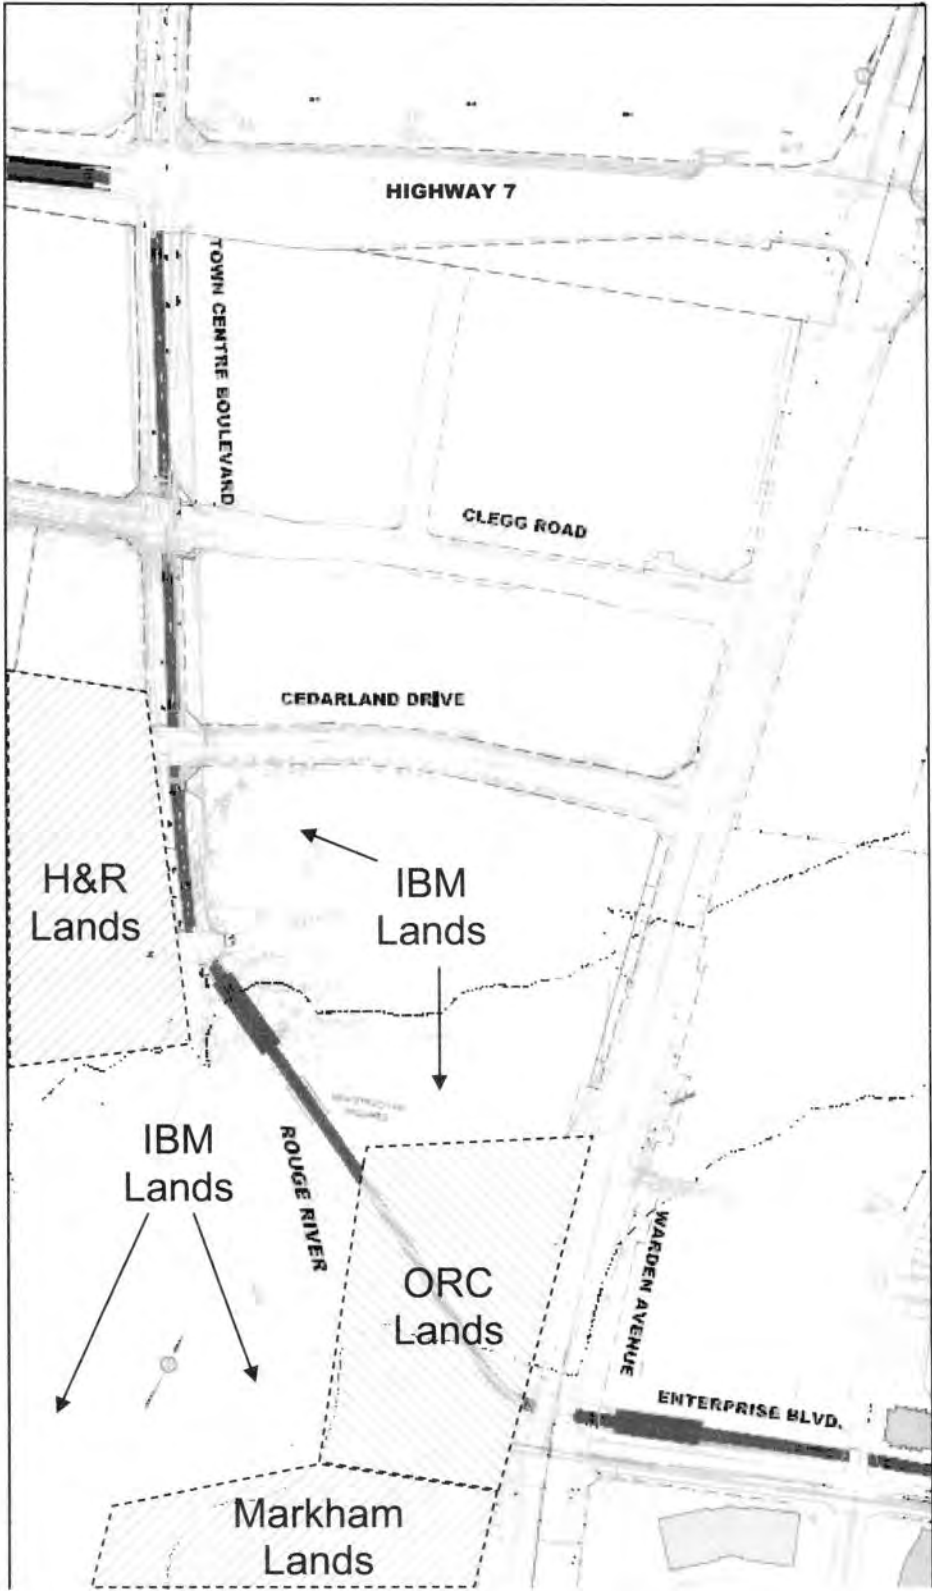 HIGHWAY 7
TOWN CENTRE BOULEVARD
CLEGG ROAD
CEDARLAND DRIVE
H&R
Lands
IBM
Lands
IBM
Lands
ROUGE RIVER
ORC
Lands
WARDEN AVENUE
ENTERPRISE BLVD.
Markham
Lands